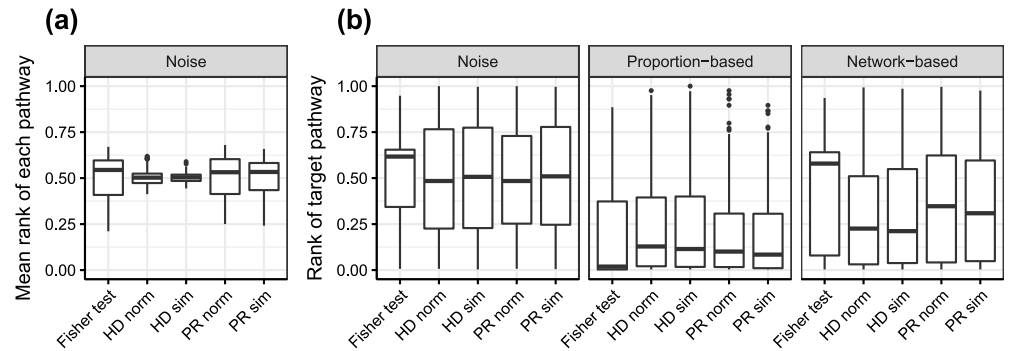 (a)
Noise
Mean rank of each pathway
1.00
0.75
0.50
0.25
0.00
Fisher test
HD norm
HD sim
PR norm
PR sim
(b)
Noise
Proportion−based
Network−based
Rank of target pathway
1.00
0.75
0.50
0.25
0.00
Fisher test
HD norm
HD sim
PR norm
PR sim
Fisher test
HD norm
HD sim
PR norm
PR sim
Fisher test
HD norm
HD sim
PR norm
PR sim